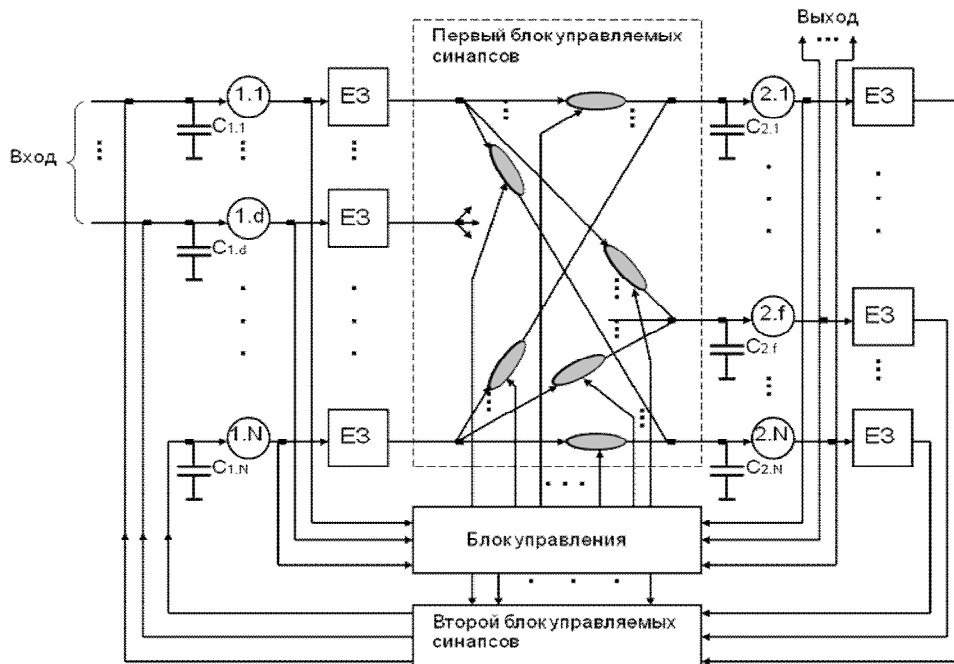 Выход
Первый блок управляемых
синапсов
1.1
ЕЗ
2.1
ЕЗ
C1.1
C2.1
Вход
1.d
ЕЗ
C1.d
2.f
ЕЗ
C2.f
1.N
ЕЗ
2.N
ЕЗ
C1.N
C2.N
Блок управления
Второй блок управляемых
синапсов